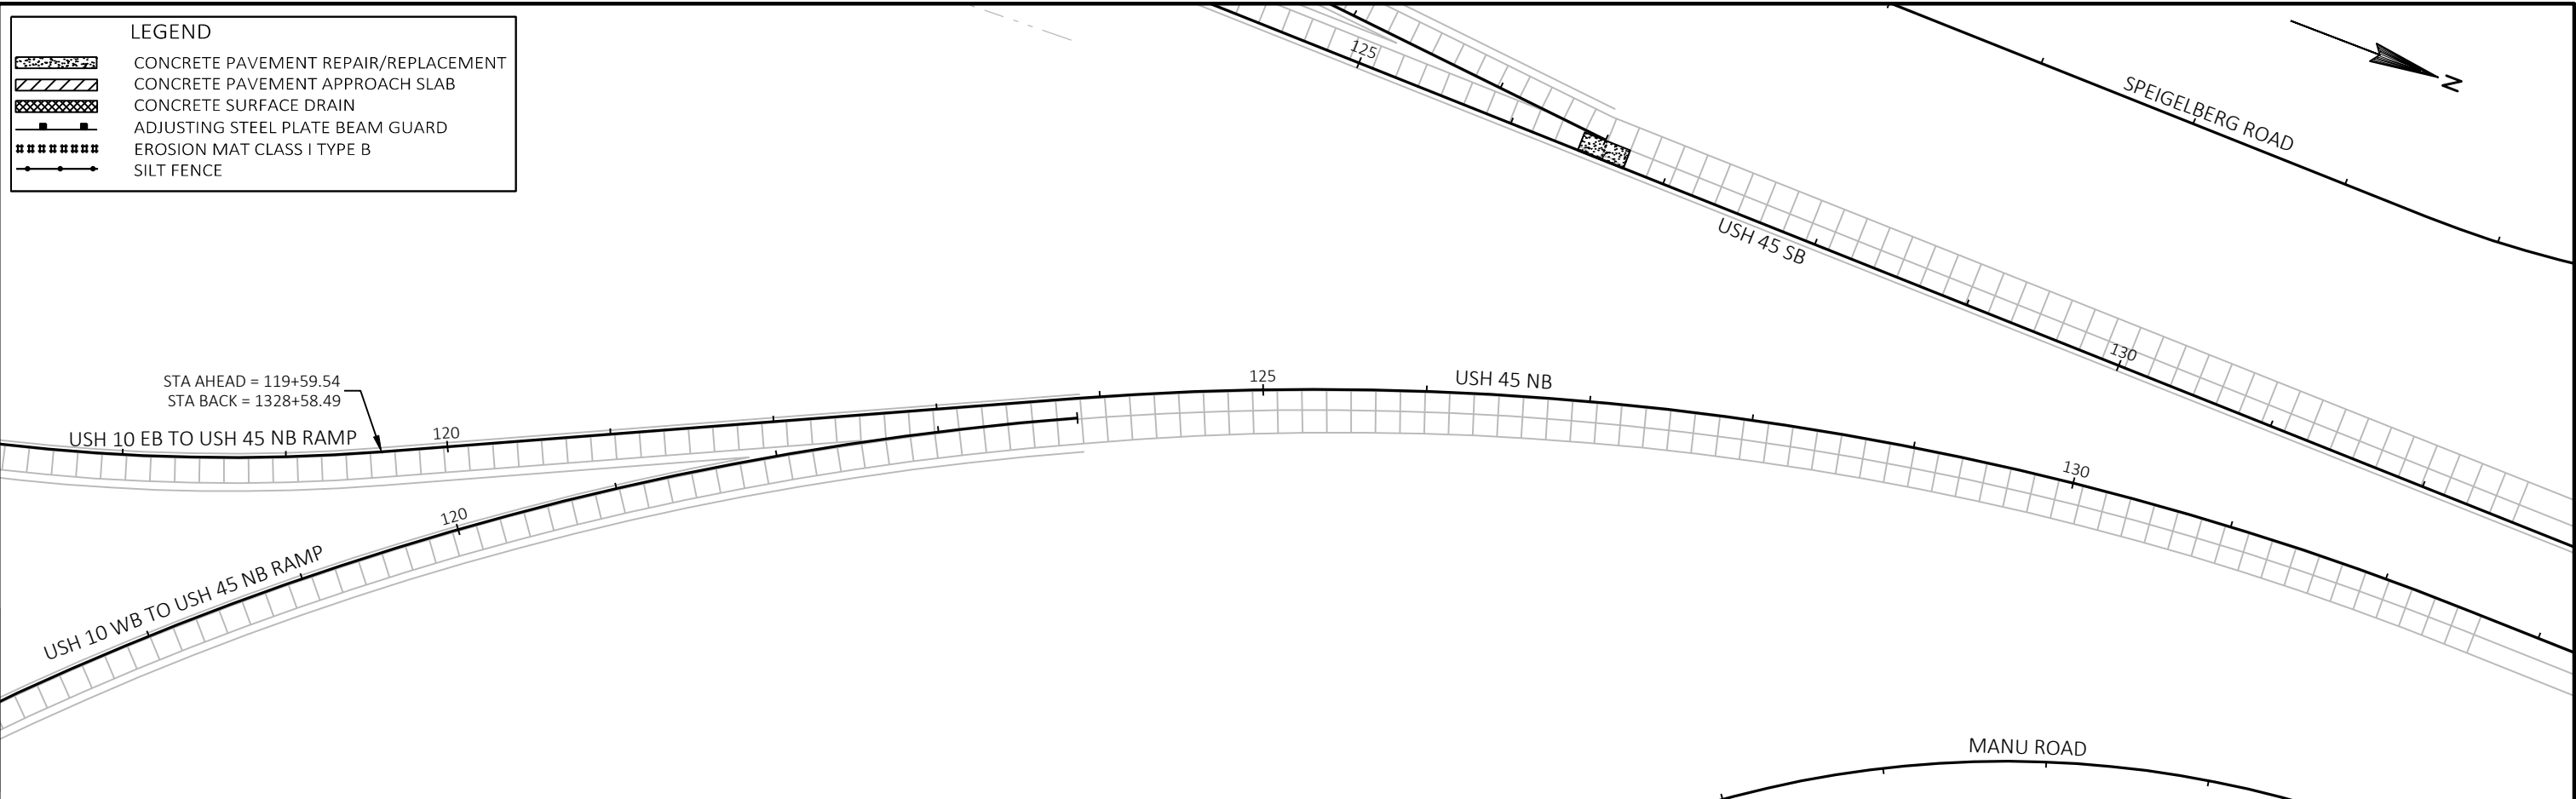 LEGEND
CONCRETE PAVEMENT REPAIR/REPLACEMENT
CONCRETE PAVEMENT APPROACH SLAB
CONCRETE SURFACE DRAIN
ADJUSTING STEEL PLATE BEAM GUARD
EROSION MAT CLASS I TYPE B
SILT FENCE
125
N
SPEIGELBERG ROAD
USH 45 SB
130
STA AHEAD = 119+59.54
STA BACK = 1328+58.49
USH 10 EB TO USH 45 NB RAMP
120
125
USH 45 NB
130
120
USH 10 WB TO USH 45 NB RAMP
MANU ROAD